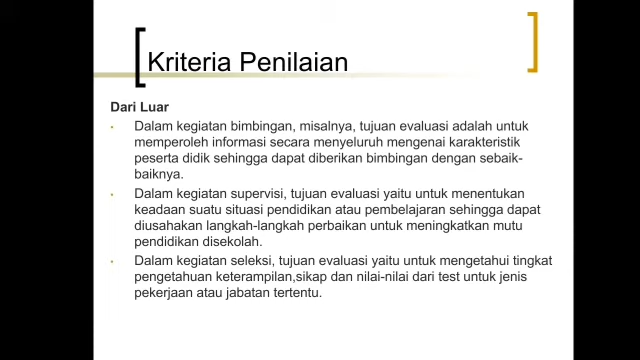 Kriteria Penilaian
Dari Luar
• Dalam kegiatan bimbingan, misalnya, tujuan evaluasi adalah untuk
memperoleh informasi secara menyeluruh mengenai karakteristik
peserta didik sehingga dapat diberikan bimbingan dengan sebaik-
baiknya.
• Dalam kegiatan supervisi, tujuan evaluasi yaitu untuk menentukan
keadaan suatu situasi pendidikan atau pembelajaran sehingga dapat
diusahakan langkah-langkah perbaikan untuk meningkatkan mutu
pendidikan disekolah.
• Dalam kegiatan seleksi, tujuan evaluasi yaitu untuk mengetahui tingkat
pengetahuan keterampilan,sikap dan nilai-nilai dari test untuk jenis
pekerjaan atau jabatan tertentu.